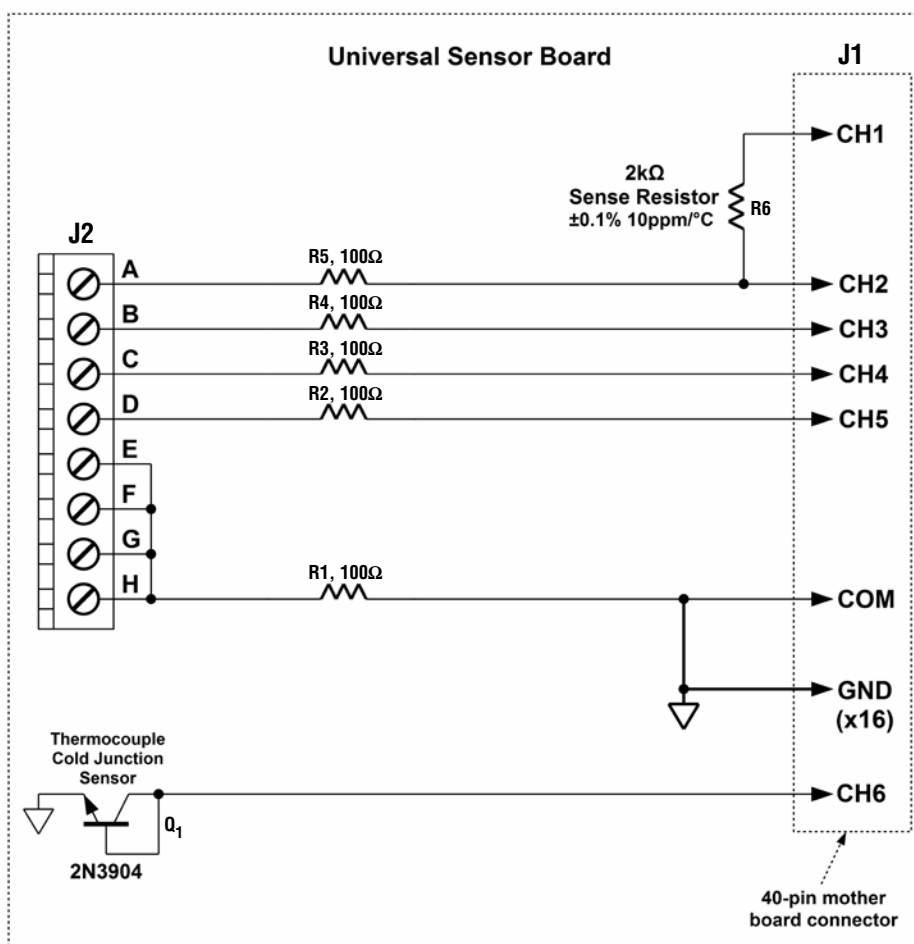 Universal Sensor Board
J1
CH1
2kΩ
Sense Resistor
±0.1% 10ppm/°C
R6
J2
A
R5, 100Ω
CH2
B
R4, 100Ω
CH3
C
R3, 100Ω
CH4
D
R2, 100Ω
CH5
E
F
G
H
R1, 100Ω
COM
GND
(x16)
Thermocouple
Cold Junction
Sensor
CH6
Q1
2N3904
40-pin mother
board connector